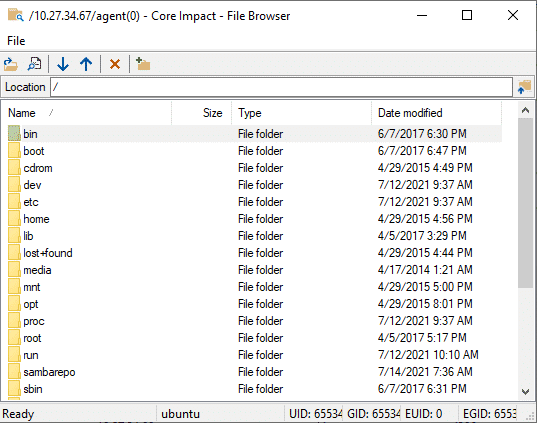 /10.27.34.67/agent(0) - Core Impact - File Browser
File
Location /
Name / Size Type Date modified
bin File folder 6/7/2017 6:30 PM
boot File folder 6/7/2017 6:47 PM
cdrom File folder 4/29/2015 4:49 PM
dev File folder 7/12/2021 9:37 AM
etc File folder 7/12/2021 9:37 AM
home File folder 4/29/2015 4:56 PM
lib File folder 4/5/2017 3:29 PM
lost+found File folder 4/29/2015 4:44 PM
media File folder 4/17/2014 1:21 AM
mnt File folder 4/29/2015 5:00 PM
opt File folder 4/29/2015 8:01 PM
proc File folder 7/12/2021 9:37 AM
root File folder 4/5/2017 5:17 PM
run File folder 7/12/2021 10:10 AM
sambarepo File folder 7/14/2021 7:36 AM
sbin File folder 6/7/2017 6:31 PM
Ready ubuntu UID: 65534 GID: 65534 EUID: 0 EGID: 6553